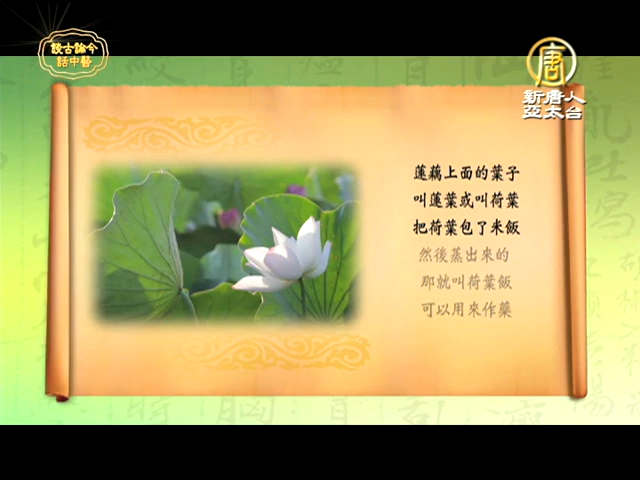 談古論今
話中醫
唐
新唐人
亞太台
蓮藕上面的葉子
叫蓮葉或叫荷葉
把荷葉包了米飯
然後蒸出來的
那就叫荷葉飯
可以用來作藥